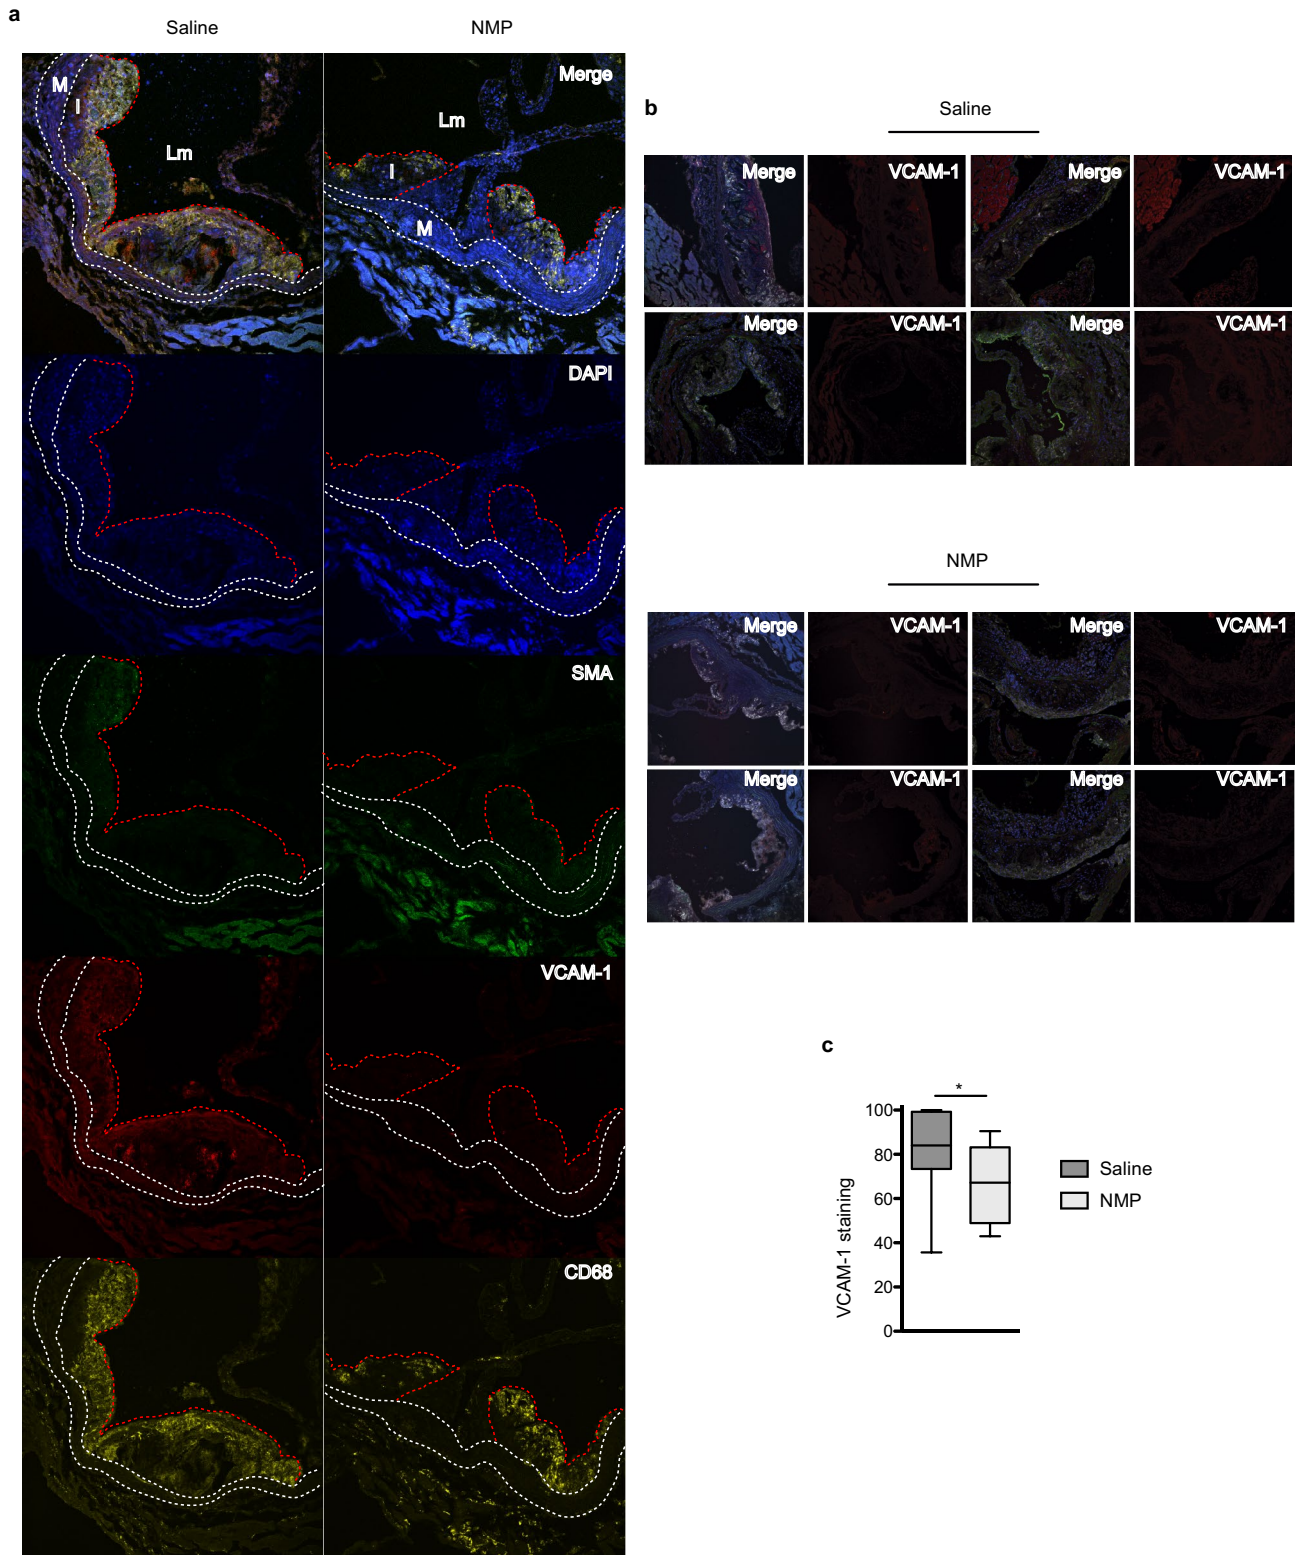 a
Saline
NMP
Merge
M
I
Lm
Lm
I
M
DAPI
SMA
VCAM-1
CD68
b
Saline
Merge
VCAM-1
Merge
VCAM-1
Merge
VCAM-1
Merge
VCAM-1
NMP
Merge
VCAM-1
Merge
VCAM-1
Merge
VCAM-1
Merge
VCAM-1
c
*
100
80
60
40
20
0
VCAM-1 staining
Saline
NMP